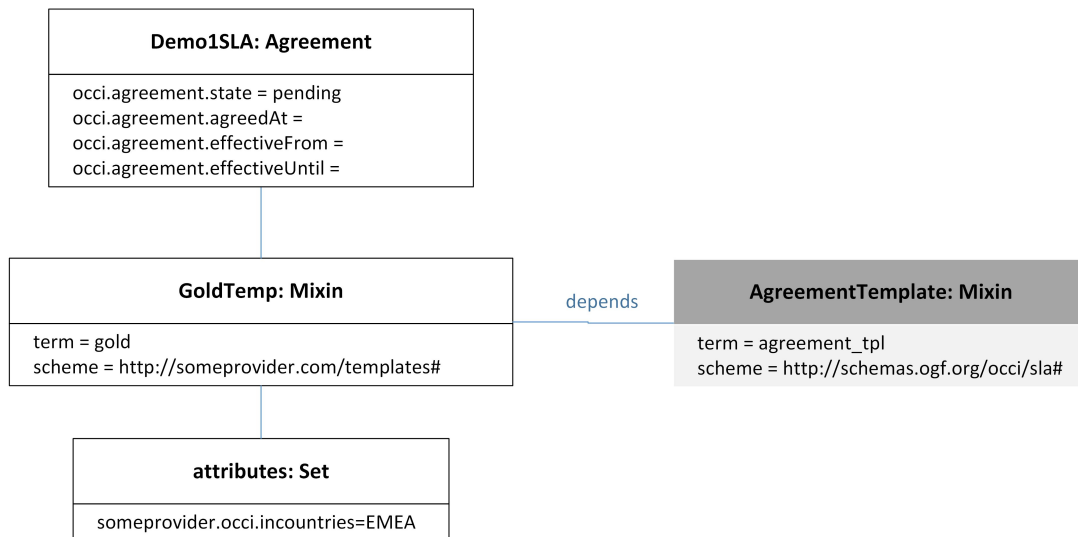 Demo1SLA: Agreement
occi.agreement.state = pending
occi.agreement.agreedAt =
occi.agreement.effectiveFrom =
occi.agreement.effectiveUntil =
GoldTemp: Mixin
term = gold
scheme = http://someprovider.com/templates#
depends
AgreementTemplate: Mixin
term = agreement_tpl
scheme = http://schemas.ogf.org/occi/sla#
attributes: Set
someprovider.occi.incountries=EMEA